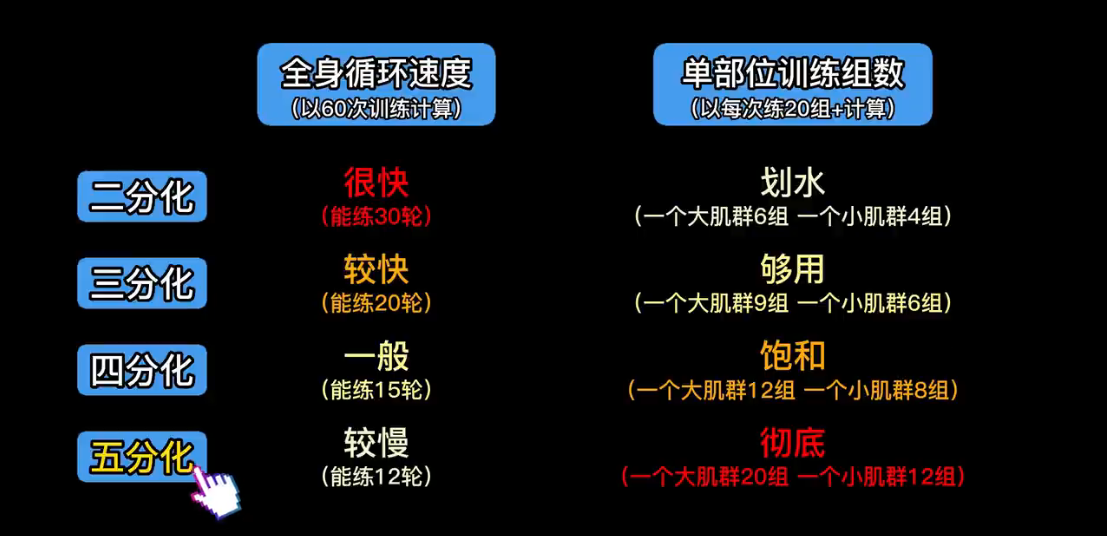 全身循环速度
(以60次训练计算)
单部位训练组数
(以每次练20组+计算)
二分化
很快
(能练30轮)
划水
(一个大肌群6组 一个小肌群4组)
三分化
较快
(能练20轮)
够用
(一个大肌群9组 一个小肌群6组)
四分化
一般
(能练15轮)
饱和
(一个大肌群12组 一个小肌群8组)
五分化
较慢
(能练12轮)
彻底
(一个大肌群20组 一个小肌群12组)